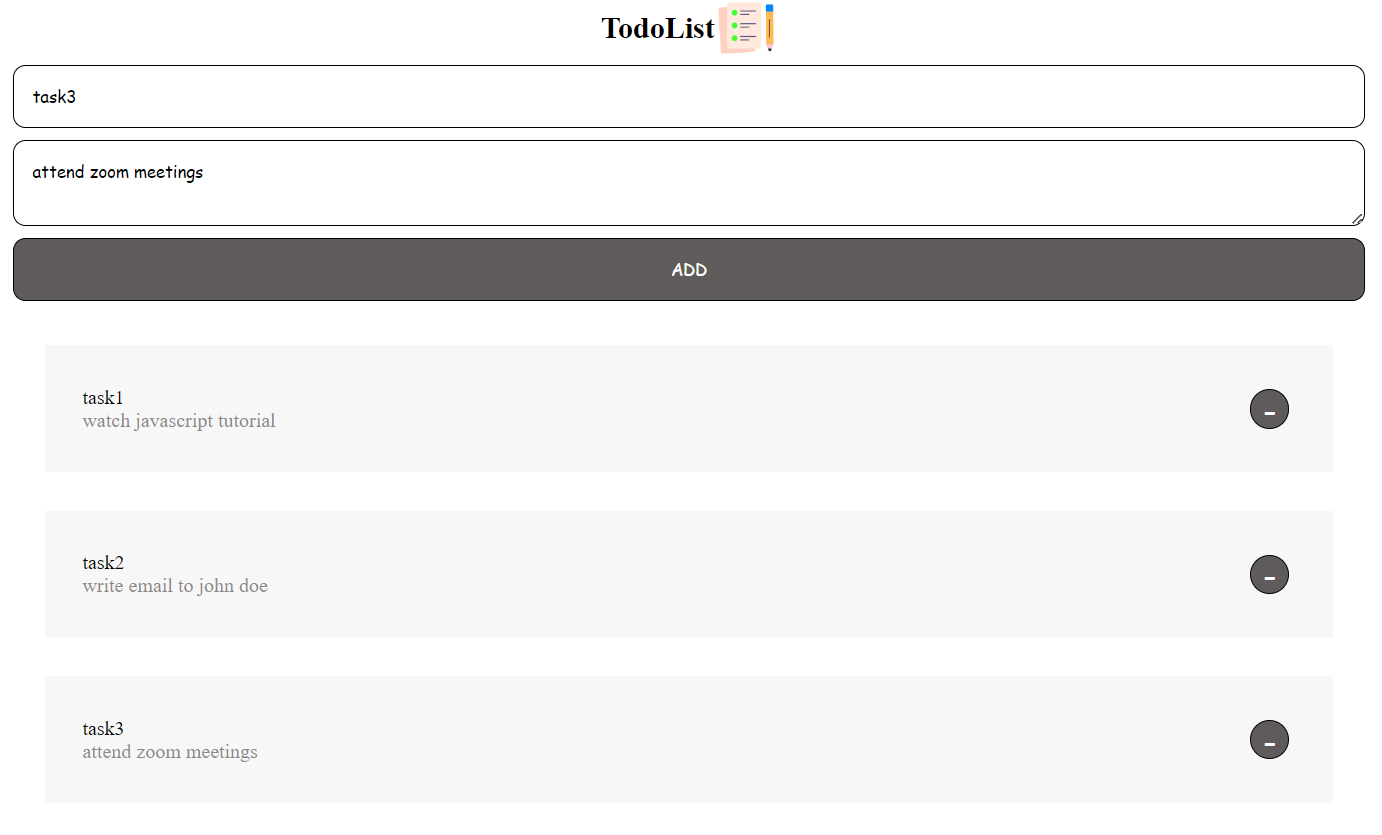 TodoList
task3
attend zoom meetings
ADD
task1
watch javascript tutorial
-
task2
write email to john doe
-
task3
attend zoom meetings
-